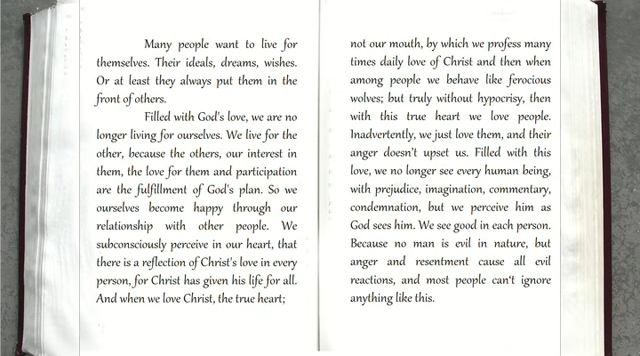 Many people want to live for
themselves. Their ideals, dreams, wishes.
Or at least they always put them in the
front of others.
Filled with God's love, we are no
longer living for ourselves. We live for the
other, because the others, our interest in
them, the love for them and participation
are the fulfillment of God's plan. So we
ourselves become happy through our
relationship with other people. We
subconsciously perceive in our heart, that
there is a reflection of Christ's love in every
person, for Christ has given his life for all.
And when we love Christ, the true heart;
not our mouth, by which we profess many
times daily love of Christ and then when
among people we behave like ferocious
wolves; but truly without hypocrisy, then
with this true heart we love people.
Inadvertently, we just love them, and their
anger doesn't upset us. Filled with this
love, we no longer see every human being,
with prejudice, imagination, commentary,
condemnation, but we perceive him as
God sees him. We see good in each person.
Because no man is evil in nature, but
anger and resentment cause all evil
reactions, and most people can't ignore
anything like this.